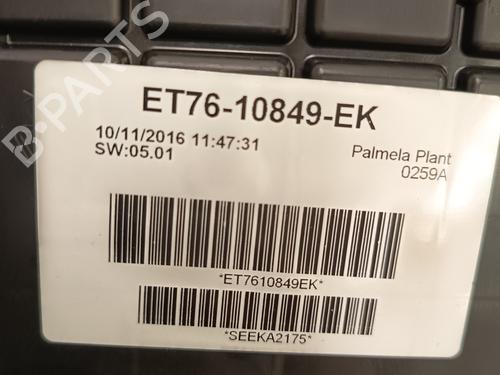 B-PARTS
ET76-10849-EK
10/11/2016 11:47:31
SW:05.01
Palmela Plant
0259A
*ET7610849EK*
*SEEKA2175*